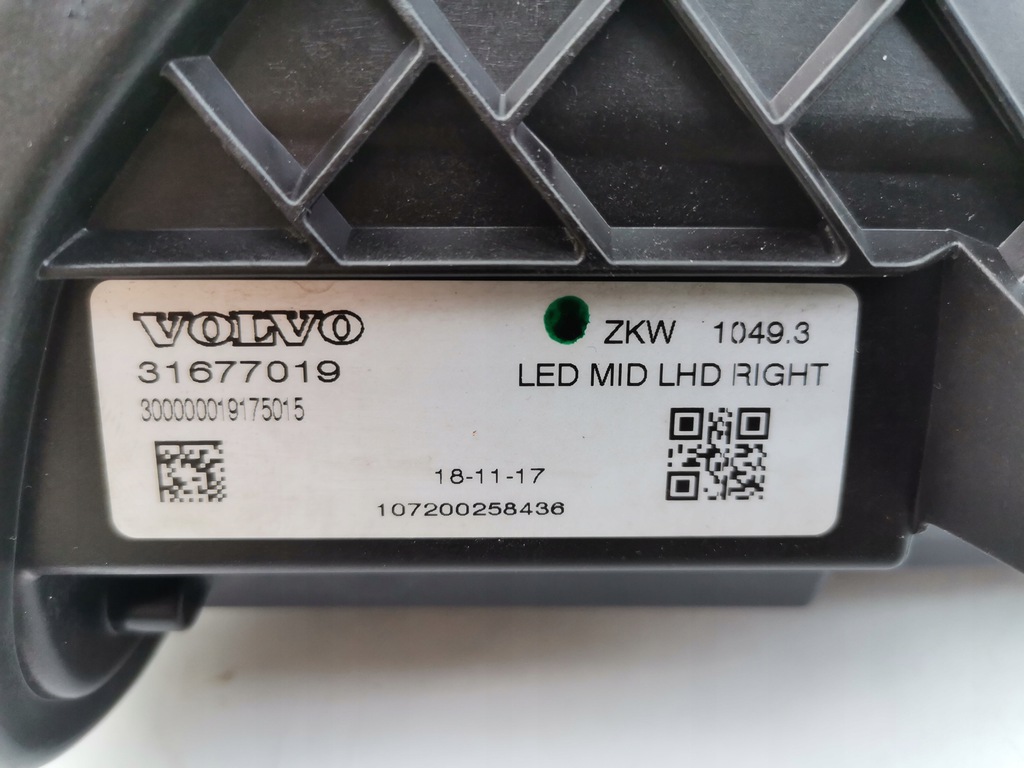 VOLVO
ZKW 1049.3
31677019
LED MID LHD RIGHT
300000019175015
18-11-17
107200258436